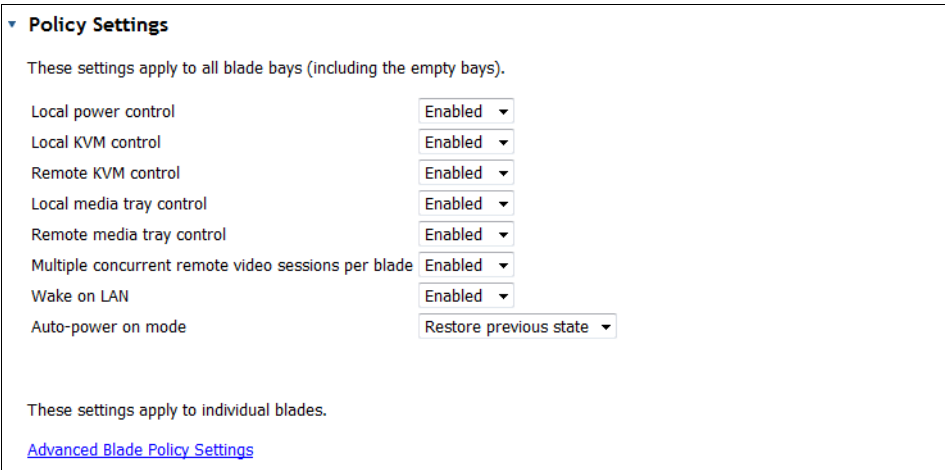 Policy Settings
These settings apply to all blade bays (including the empty bays).
Local power control Enabled
Local KVM control Enabled
Remote KVM control Enabled
Local media tray control Enabled
Remote media tray control Enabled
Multiple concurrent remote video sessions per blade Enabled
Wake on LAN Enabled
Auto-power on mode Restore previous state
These settings apply to individual blades.
Advanced Blade Policy Settings